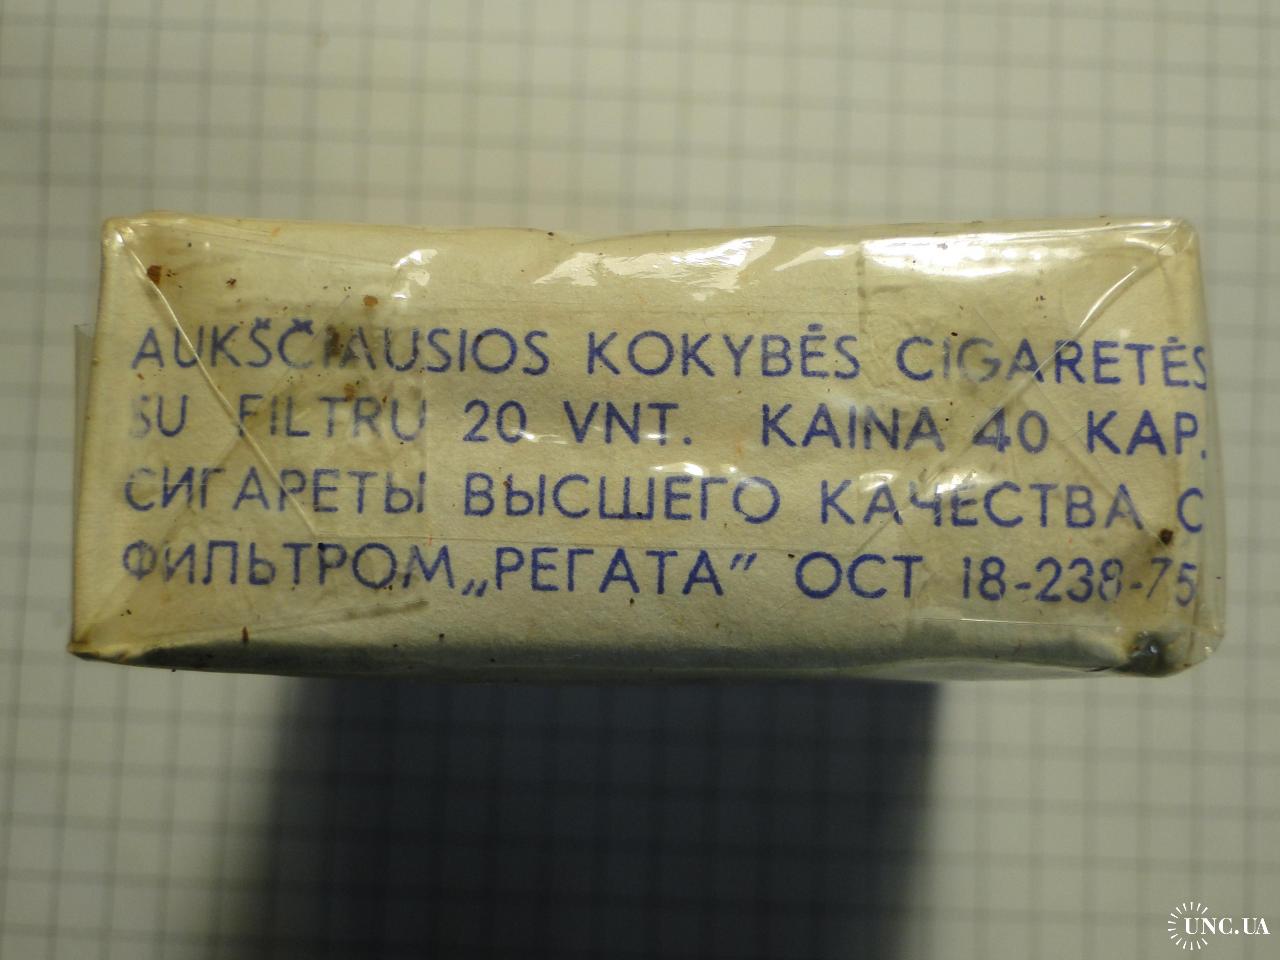 AUKŠČIAUSIOS KOKYBĖS CIGARETĖS
SU FILTRU 20 VNT. KAINA 40 KAP.
СИГАРЕТЫ ВЫСШЕГО КАЧЕСТВА С
ФИЛЬТРОМ „РЕГАТА” ОСТ 18-238-75
UNC.UA